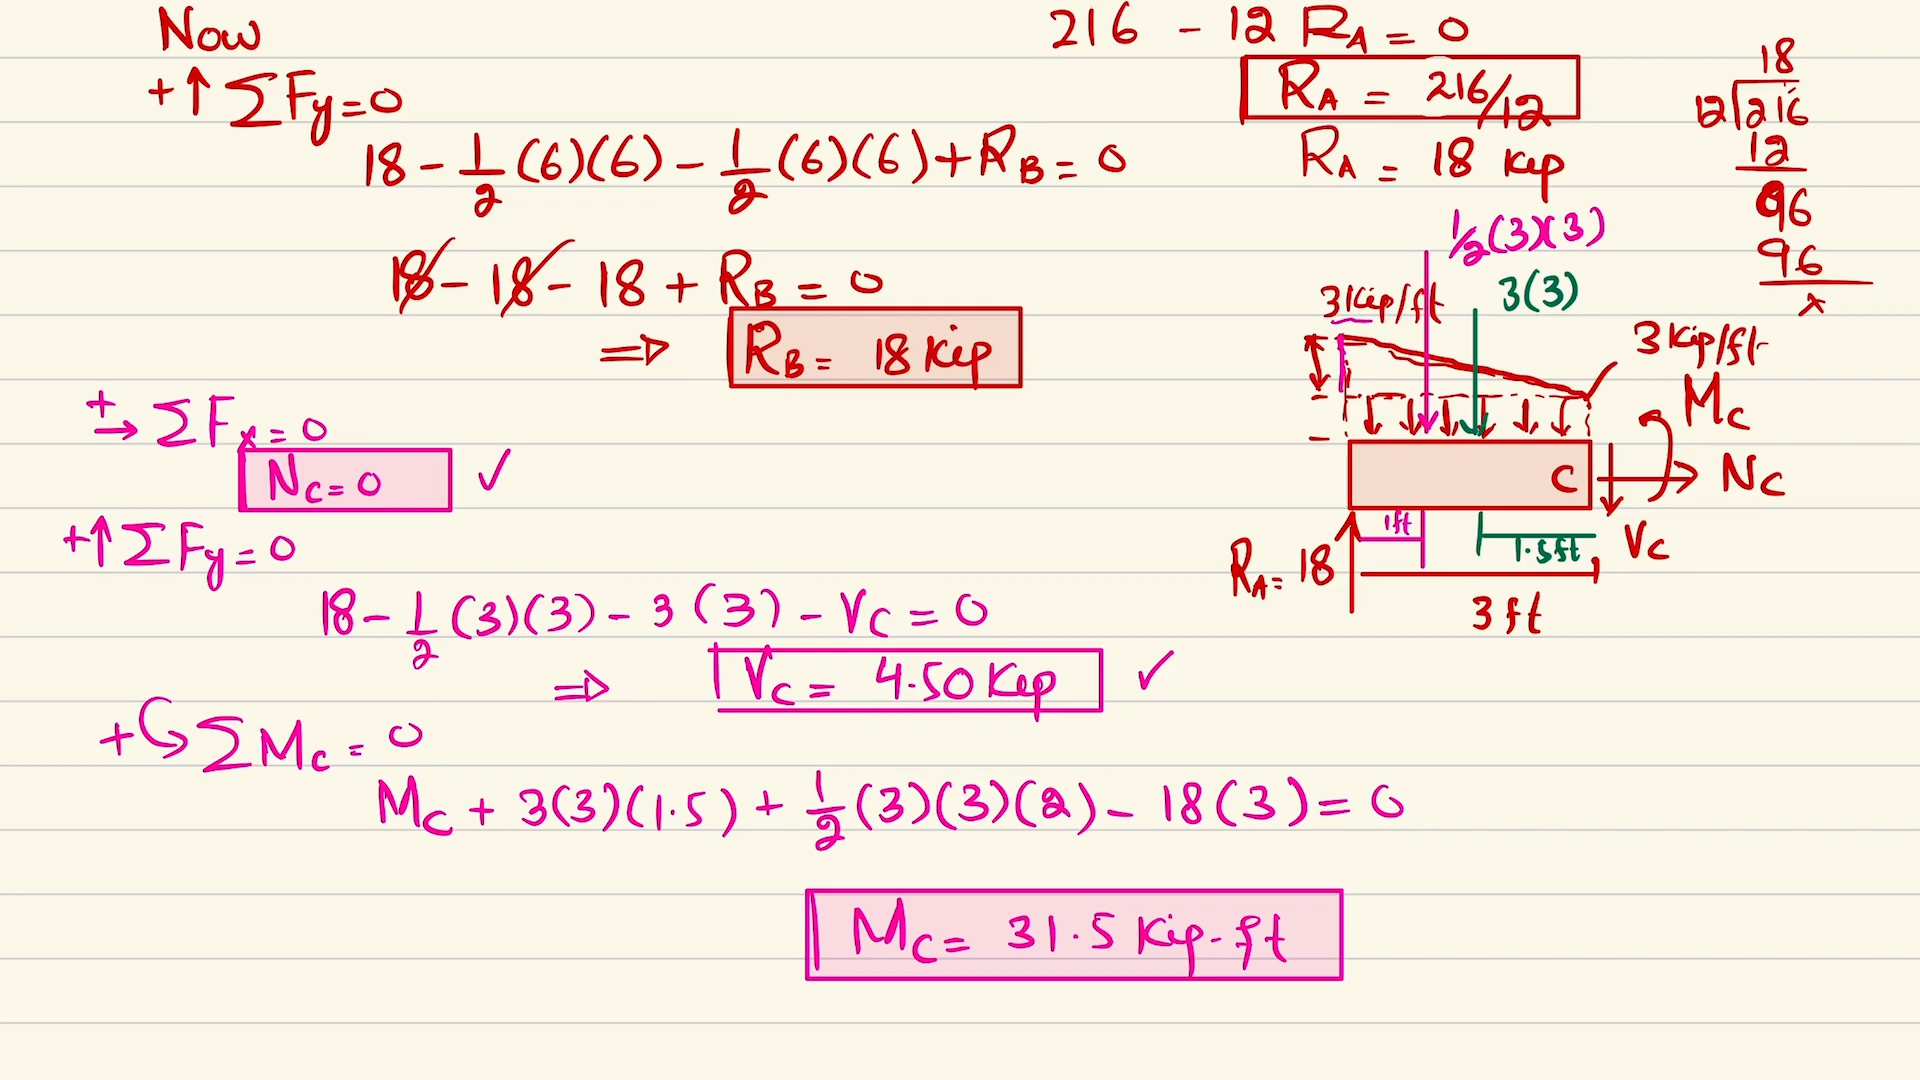 Now
+↑ ΣFy=0
18 - 1/2 (6)(6) - 1/2 (6)(6) + RB = 0
18 - 18 - 18 + RB = 0
⇒ RB = 18 Kip
+→ ΣFx=0
Nc=0 ✓
+↑ ΣFy=0
18 - 1/2 (3)(3) - 3(3) - Vc = 0
⇒ Vc = 4.50 Kip ✓
+ ΣMc = 0
Mc + 3(3)(1.5) + 1/2 (3)(3)(2) - 18(3) = 0
Mc = 31.5 Kip-ft
216 - 12 RA = 0
RA = 216/12
RA = 18 Kip
18
12 216
12
96
96
x
1/2(3)(3)
3(3)
3 Kip/ft
3 Kip/ft
Mc
C
Nc
1ft
1.5ft
Vc
RA= 18
3 ft